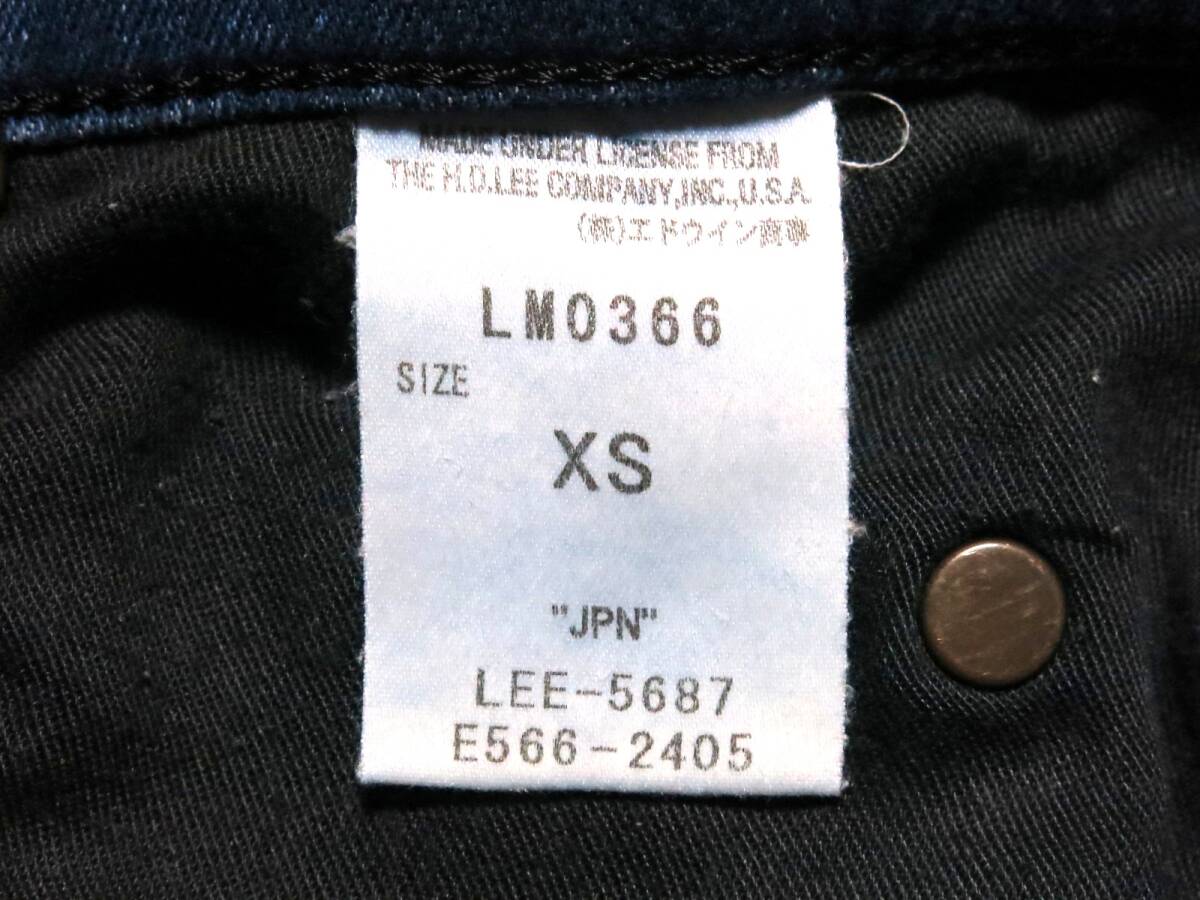 MADE UNDER LICENSE FROM
THE H.D.LEE COMPANY,INC.,U.S.A.
(株)エドウイン商事
LM0366
SIZE
XS
"JPN"
LEE-5687
E566-2405